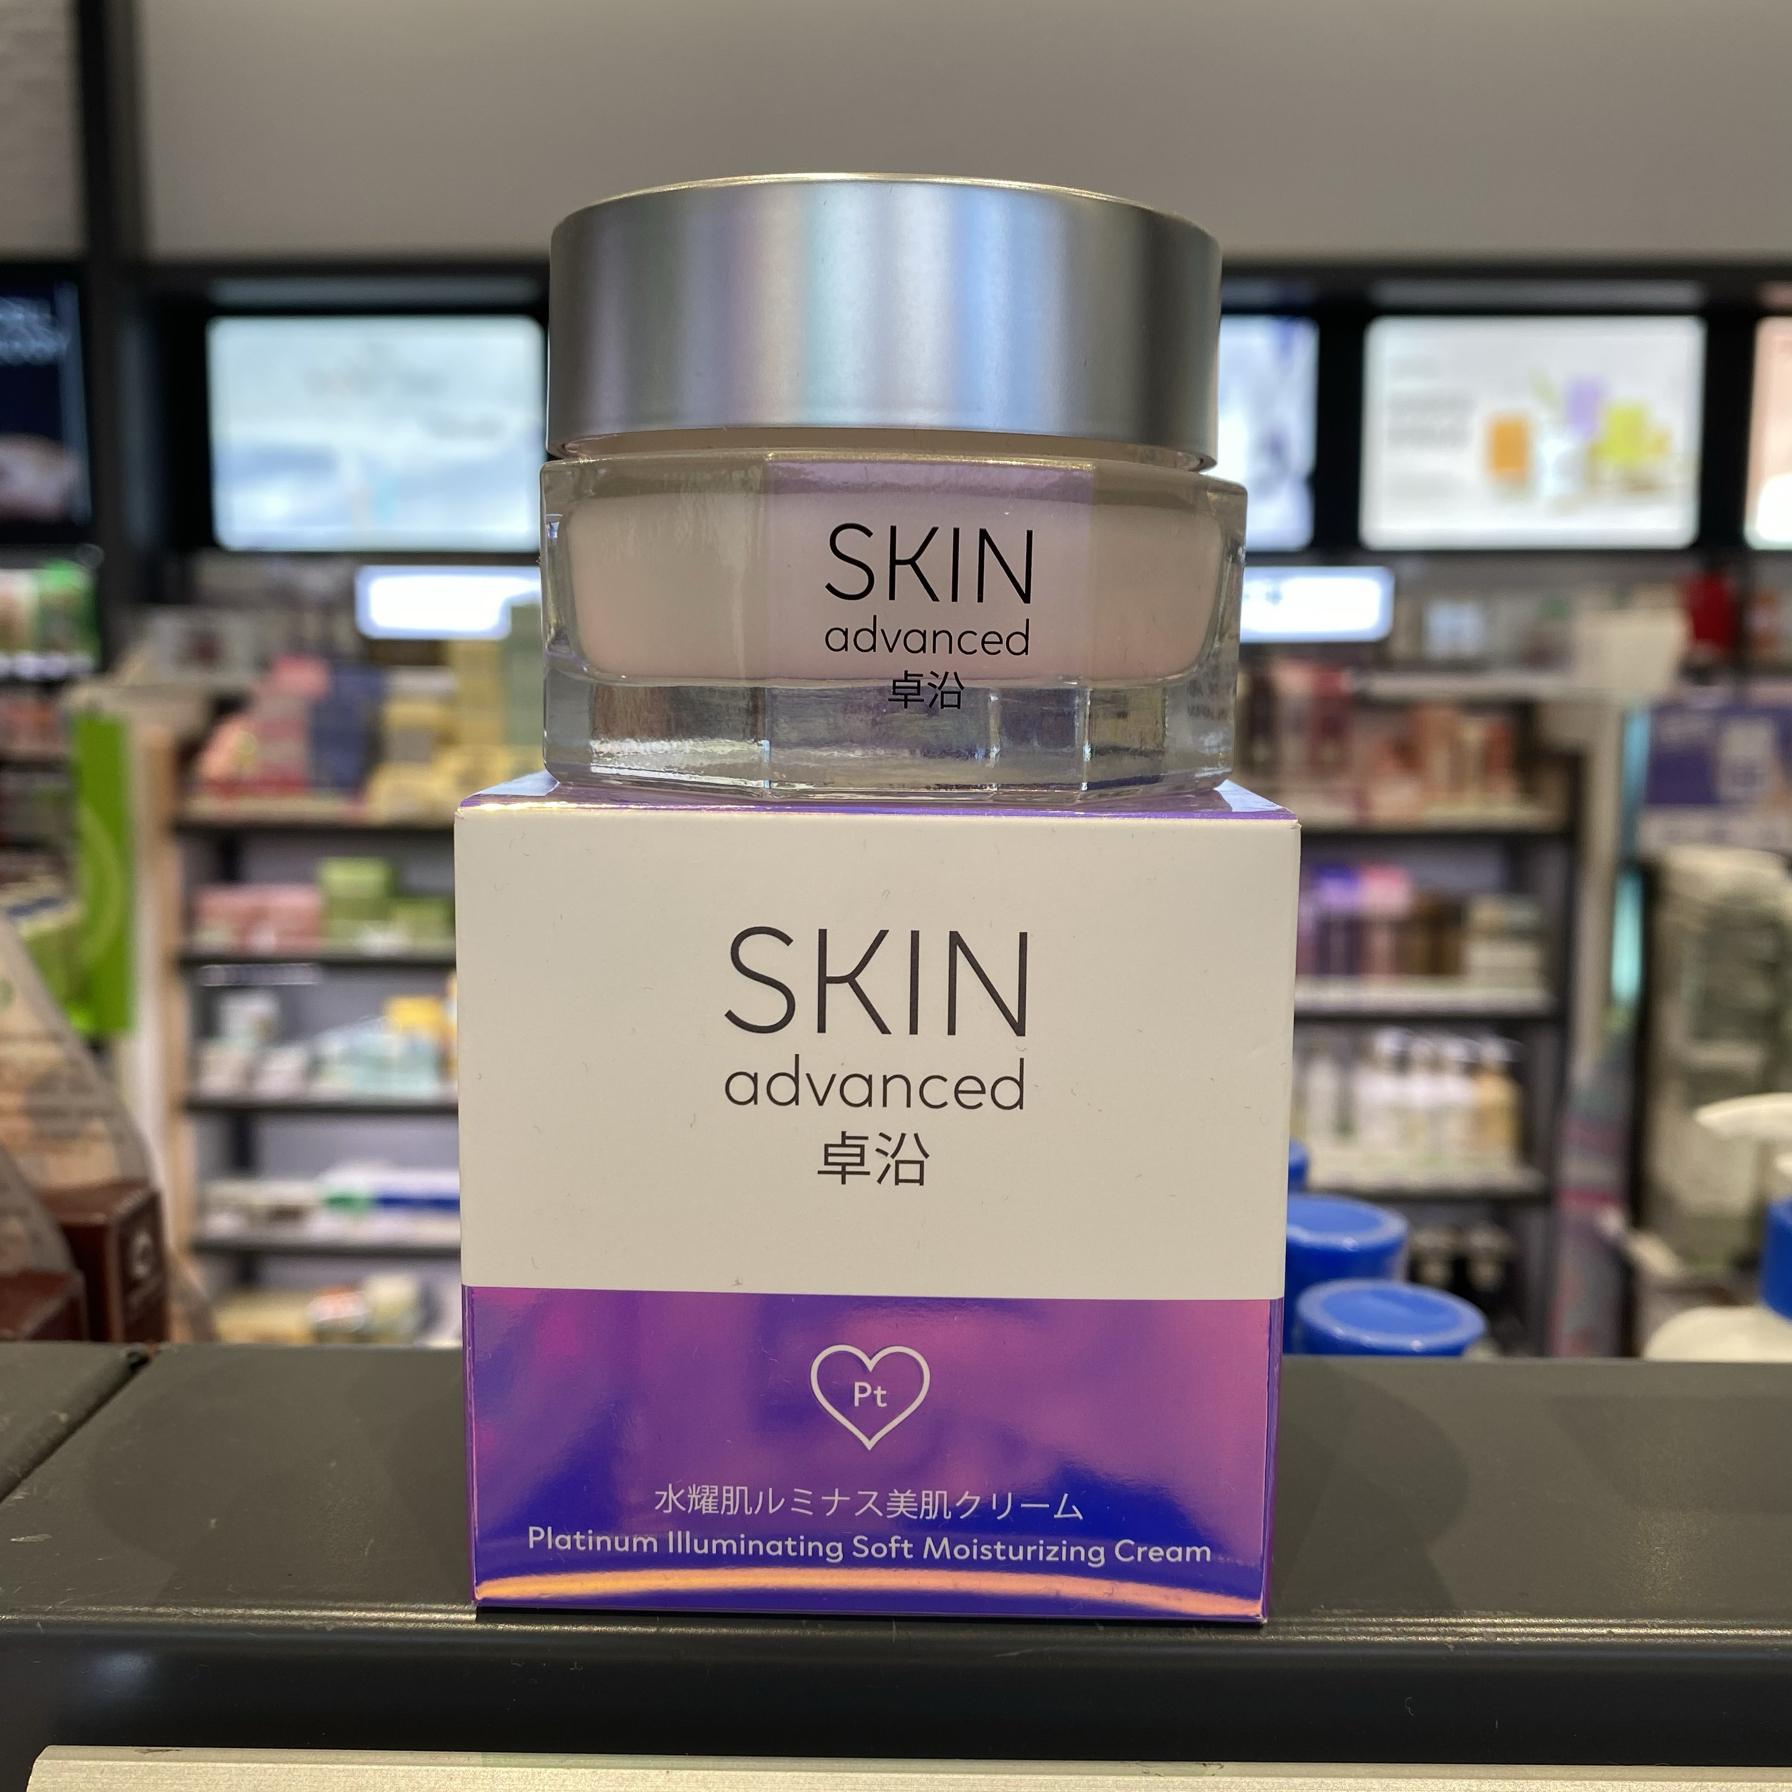 SKIN
advanced
卓沿
SKIN
advanced
卓沿
Pt
水耀肌ルミナス美肌クリーム
Platinum Illuminating Soft Moisturizing Cream